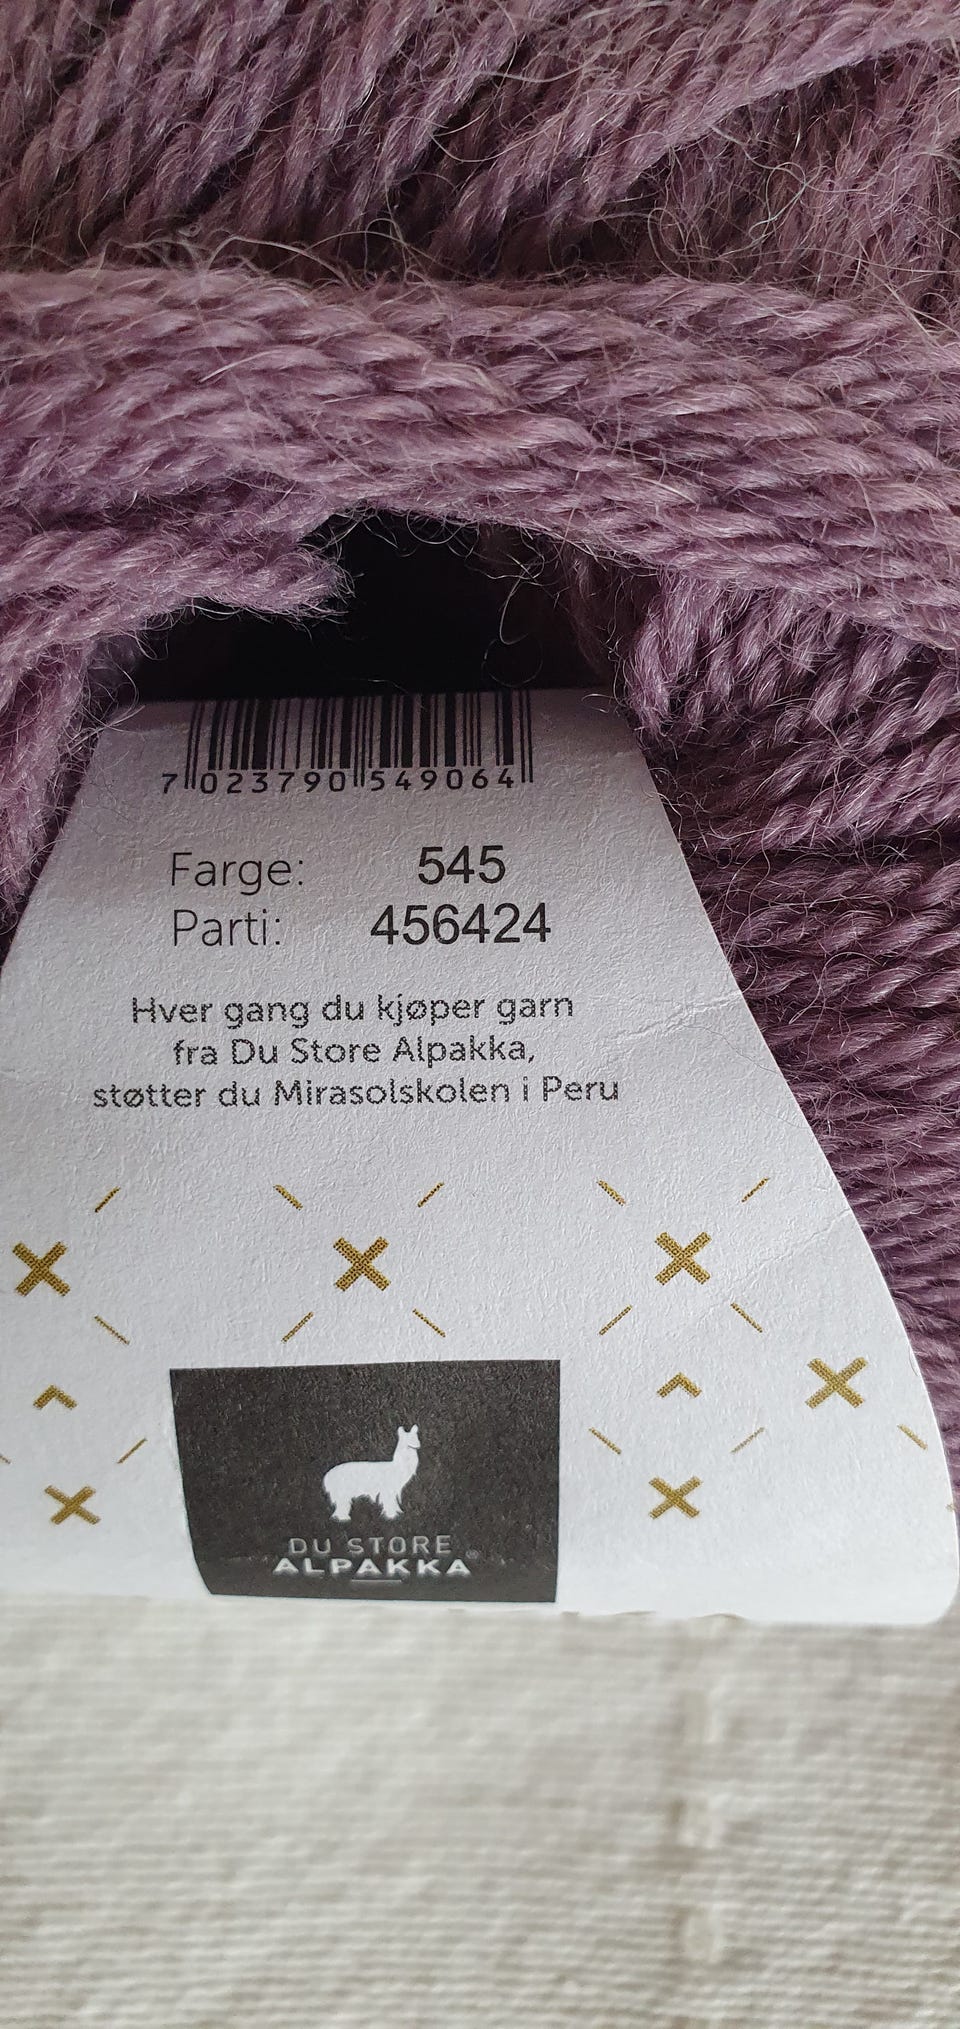 7 023790 549064
Farge: 545
Parti: 456424
Hver gang du kjøper garn
fra Du Store Alpakka,
støtter du Mirasolskolen i Peru
DU STORE
ALPAKKA®